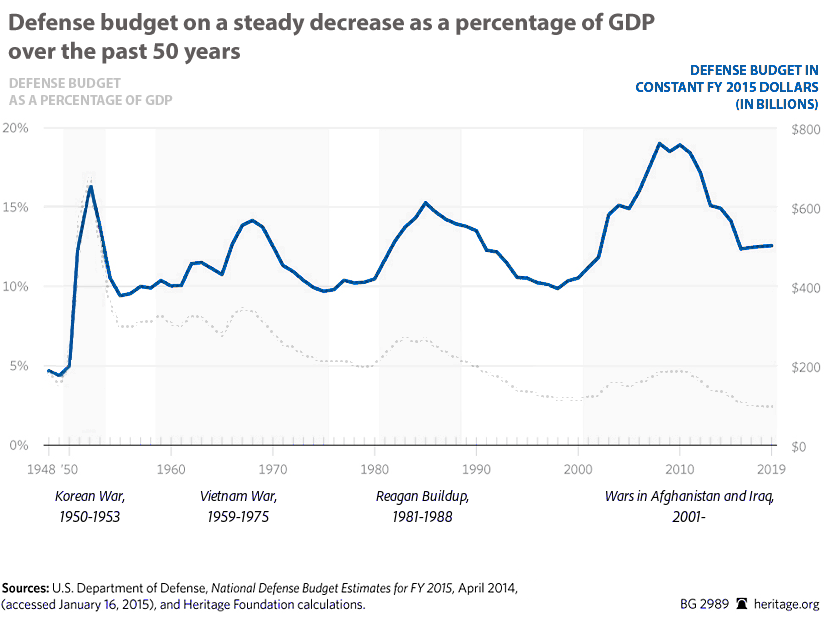 Defense budget on a steady decrease as a percentage of GDP
over the past 50 years
DEFENSE BUDGET
AS A PERCENTAGE OF GDP
DEFENSE BUDGET IN
CONSTANT FY 2015 DOLLARS
(IN BILLIONS)
20%
$800
15%
$600
10%
$400
5%
$200
0%
$0
1948 '50 1960 1970 1980 1990 2000 2010 2019
Korean War,
1950-1953
Vietnam War,
1959-1975
Reagan Buildup,
1981-1988
Wars in Afghanistan and Iraq,
2001-
Sources: U.S. Department of Defense, National Defense Budget Estimates for FY 2015, April 2014,
(accessed January 16, 2015), and Heritage Foundation calculations.
BG 2989 heritage.org